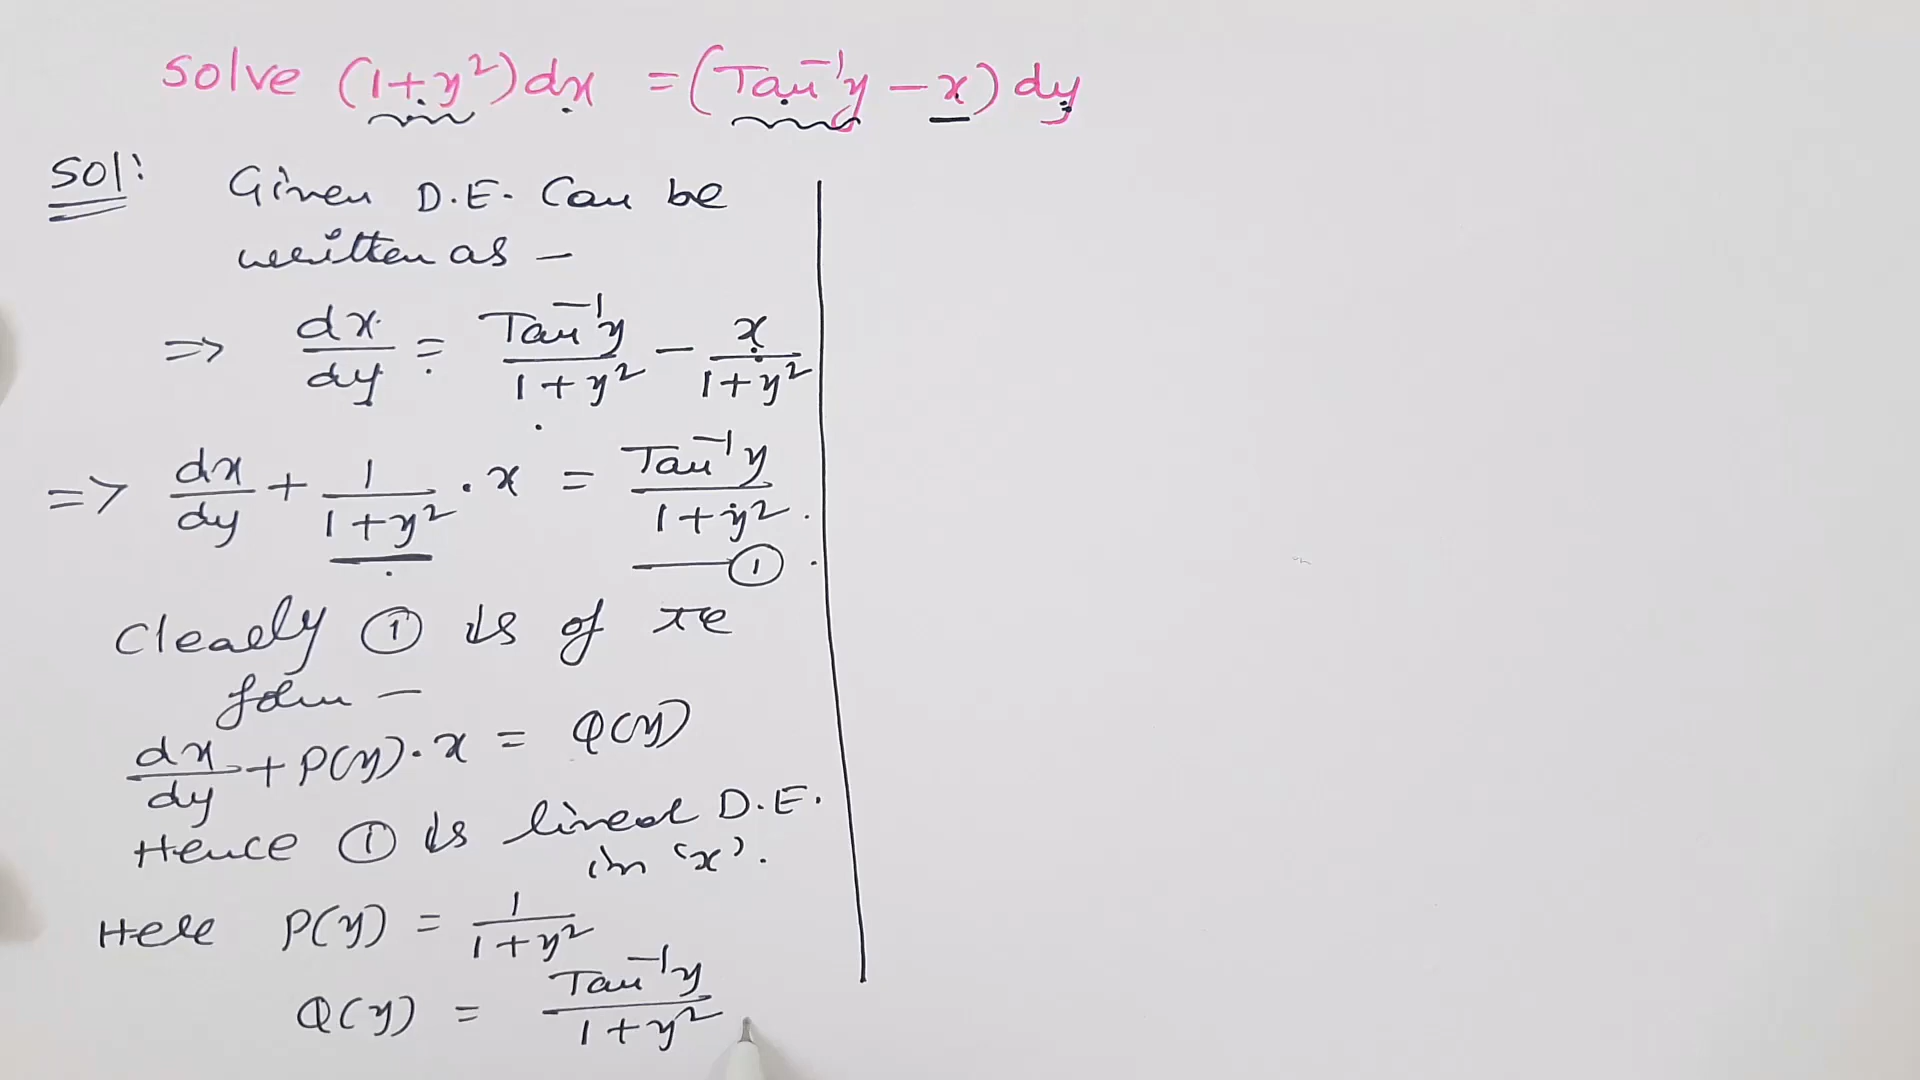 solve (1+y²)dx = (Tan⁻¹y – x) dy
Sol: Given D.E. Can be
written as –
=> dx/dy = Tan⁻¹y/1+y² – x/1+y²
=> dx/dy + 1/1+y² · x = Tan⁻¹y/1+y².
—— ①
Clearly ① is of the
form –
dx/dy + P(y)·x = Q(y)
Hence ① is linear D.E.
in 'x'.
Here P(y) = 1/1+y²
Q(y) = Tan⁻¹y/1+y²